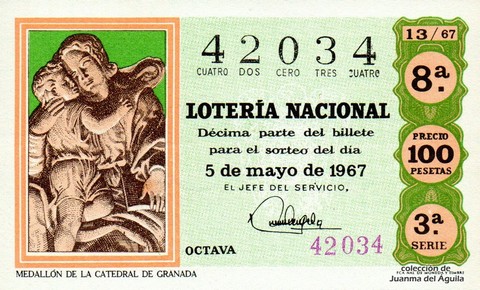 42034
CUATRO DOS CERO TRES CUATRO
LOTERÍA NACIONAL
Décima parte del billete
para el sorteo del día
5 de mayo de 1967
EL JEFE DEL SERVICIO,
OCTAVA
42034
13/67
8ª.
PRECIO
100
PESETAS
3ª.
SERIE
MEDALLÓN DE LA CATEDRAL DE GRANADA
colección de
Juanma del Águila